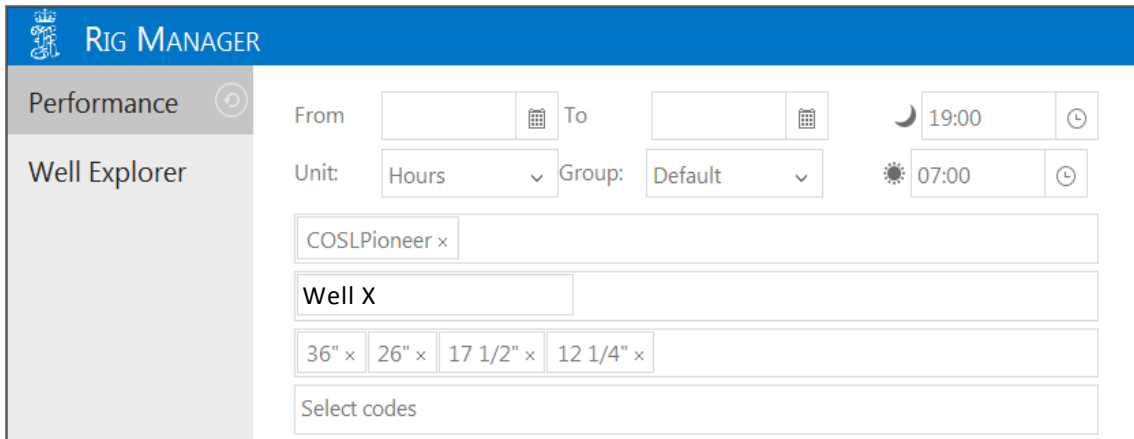 RIG MANAGER
Performance
Well Explorer
From To 19:00
Unit: Hours Group: Default 07:00
COSLPioneer ×
Well X
36" × 26" × 17 1/2" × 12 1/4" ×
Select codes